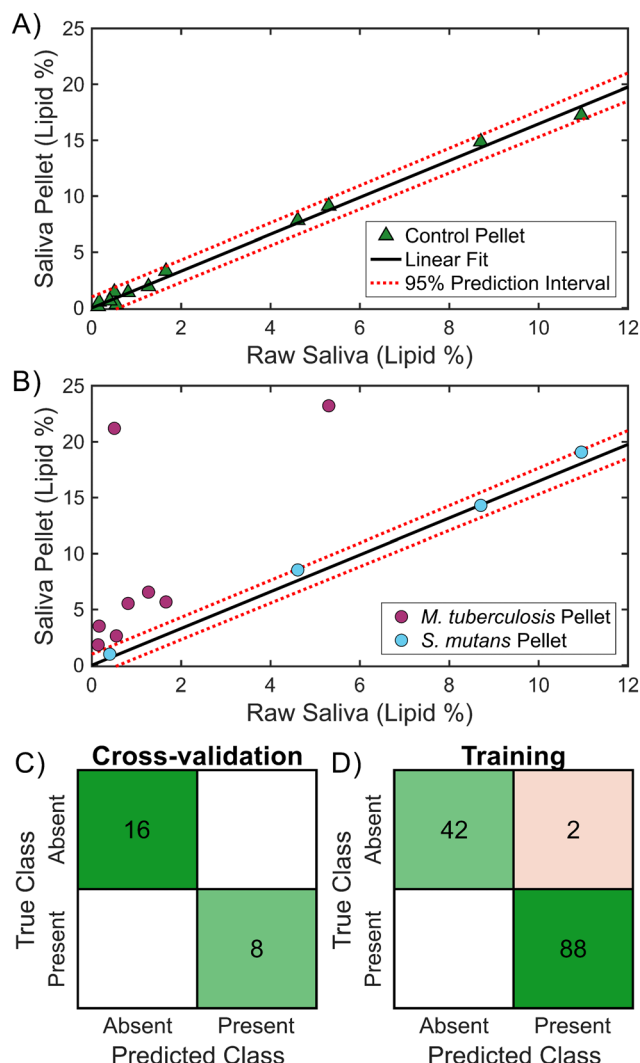 A)
25
20
15
10
5
0
0 2 4 6 8 10 12
Saliva Pellet (Lipid %)
Raw Saliva (Lipid %)
Control Pellet
Linear Fit
95% Prediction Interval
B)
25
20
15
10
5
0
0 2 4 6 8 10 12
Saliva Pellet (Lipid %)
Raw Saliva (Lipid %)
M. tuberculosis Pellet
S. mutans Pellet
C)
Cross-validation
True Class
Absent
Present
16
8
Absent Present
Predicted Class
D)
Training
True Class
Absent
Present
42 2
88
Absent Present
Predicted Class